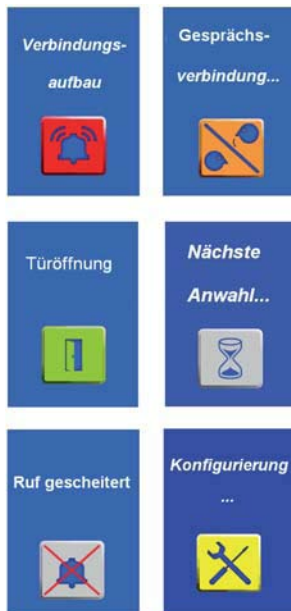 Verbindungs-
aufbau
Gesprächs-
verbindung...
Türöffnung
Nächste
Anwahl...
Ruf gescheitert
Konfigurierung
...